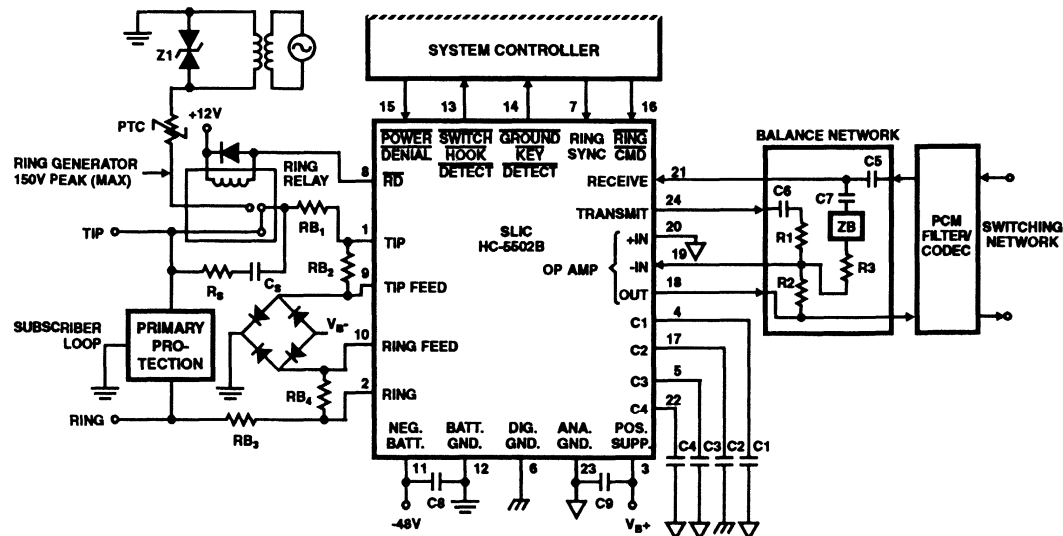 SYSTEM CONTROLLER
Z1
PTC
+12V
15
13
14
7
16
POWER DENIAL
SWITCH HOOK DETECT
GROUND KEY DETECT
RING SYNC
RING CMD
RING GENERATOR
150V PEAK (MAX)
RING RELAY
8
RD
RECEIVE
21
TRANSMIT
24
+IN
20
-IN
19
OP AMP
OUT
18
SLIC
HC-5502B
BALANCE NETWORK
C5
C6
C7
ZB
R1
R2
R3
PCM
FILTER/
CODEC
SWITCHING
NETWORK
TIP
RB1
1
TIP
RB2
9
TIP FEED
RS
CS
SUBSCRIBER
LOOP
PRIMARY
PRO-
TECTION
VB-
10
RING FEED
RB4
2
RING
RING
RB3
C1
4
C2
17
C3
5
C4
22
NEG. BATT.
BATT. GND.
DIG. GND.
ANA. GND.
POS. SUPP.
11
12
6
23
3
C8
C9
-48V
VB+
C4
C3
C2
C1